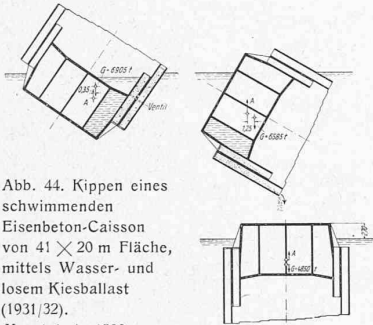 G=6905 t
0,35
A
Ventil
A
1,25
G=6585 t
Abb. 44. Kippen eines
schwimmenden
Eisenbeton-Caisson
von 41 × 20 m Fläche,
mittels Wasser- und
losem Kiesballast
(1931/32).
A
G=4850 t